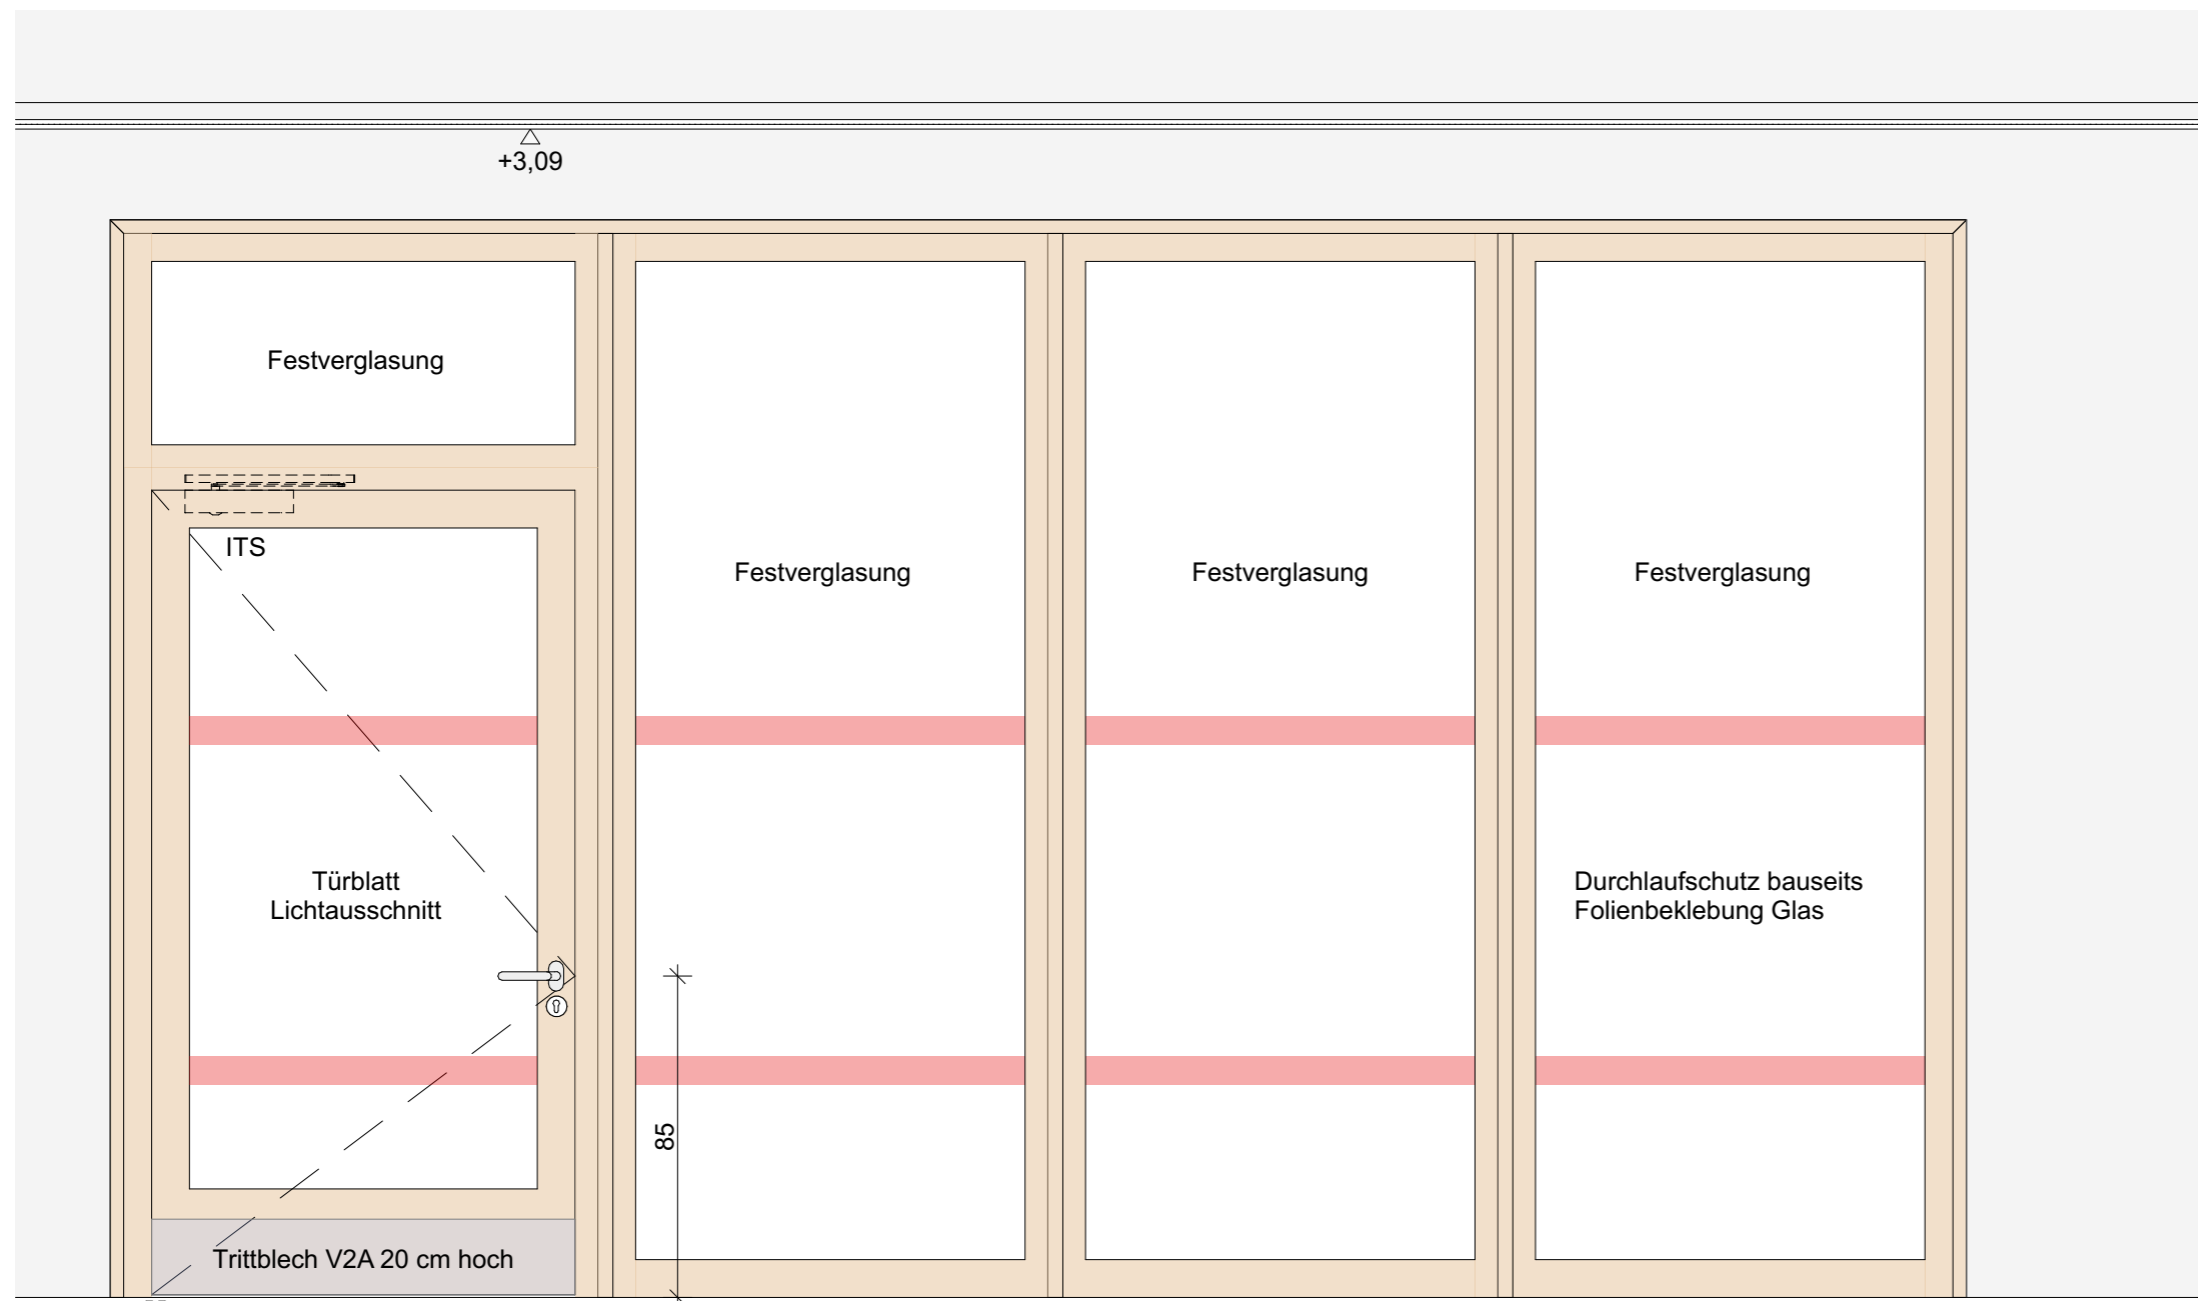 +3,09
Festverglasung
ITS
Festverglasung
Festverglasung
Festverglasung
Türblatt
Lichtausschnitt
Durchlaufschutz bauseits
Folienbeklebung Glas
85
Trittblech V2A 20 cm hoch